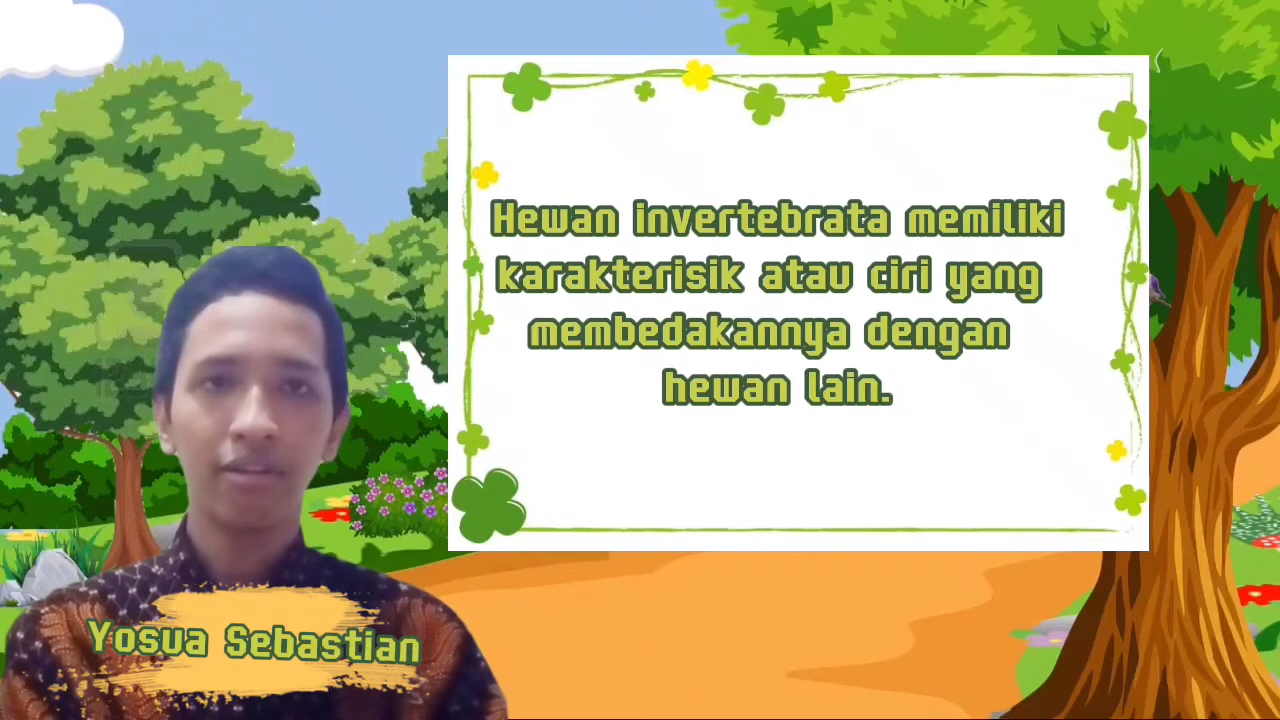 Hewan invertebrata memiliki
karakterisik atau ciri yang
membedakannya dengan
hewan lain.
Yosua Sebastian